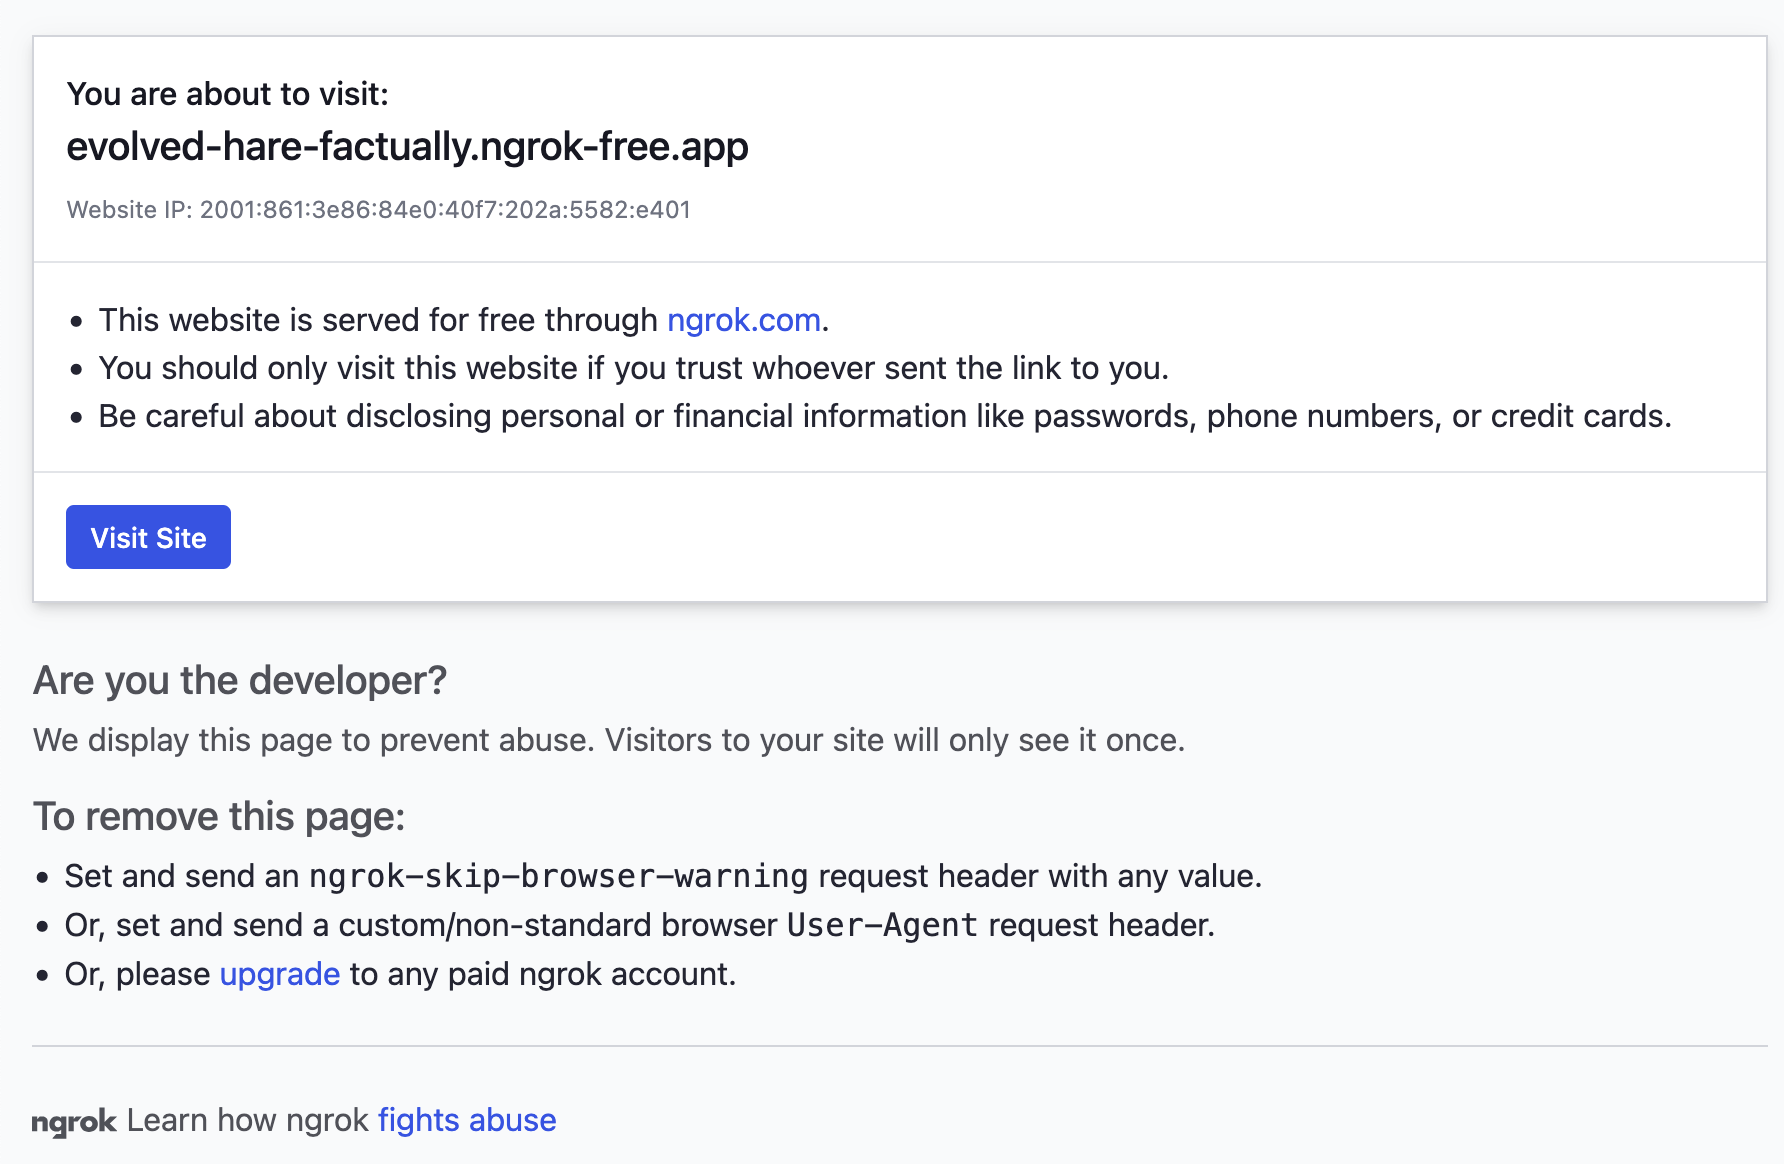 You are about to visit:
evolved-hare-factually.ngrok-free.app
Website IP: 2001:861:3e86:84e0:40f7:202a:5582:e401
• This website is served for free through ngrok.com.
• You should only visit this website if you trust whoever sent the link to you.
• Be careful about disclosing personal or financial information like passwords, phone numbers, or credit cards.
Visit Site
Are you the developer?
We display this page to prevent abuse. Visitors to your site will only see it once.
To remove this page:
• Set and send an ngrok-skip-browser-warning request header with any value.
• Or, set and send a custom/non-standard browser User-Agent request header.
• Or, please upgrade to any paid ngrok account.
ngrok Learn how ngrok fights abuse